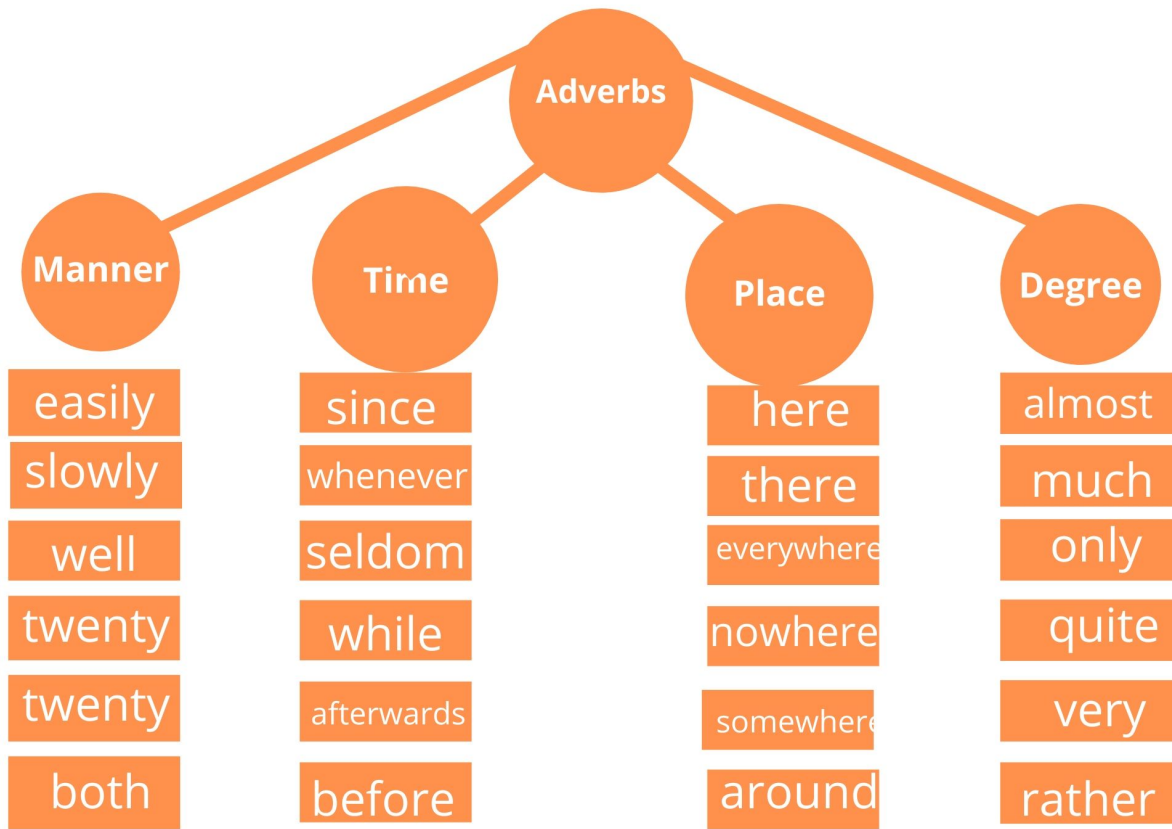 Adverbs
Manner
Time
Place
Degree
easily
slowly
well
twenty
twenty
both
since
whenever
seldom
while
afterwards
before
here
there
everywhere
nowhere
somewhere
around
almost
much
only
quite
very
rather